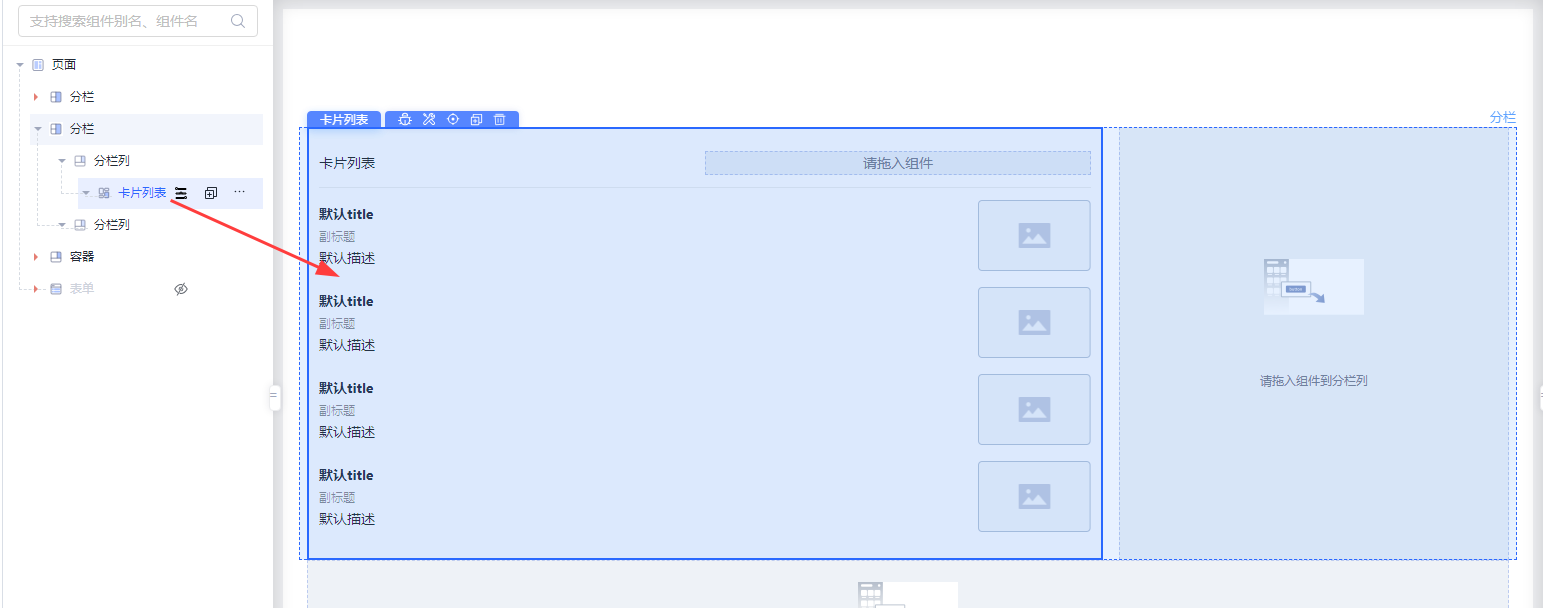 支持搜索组件别名、组件名
页面
分栏
分栏
分栏列
卡片列表
分栏列
容器
表单
卡片列表
分栏
卡片列表
请拖入组件
默认title
副标题
默认描述
默认title
副标题
默认描述
默认title
副标题
默认描述
默认title
副标题
默认描述
请拖入组件到分栏列